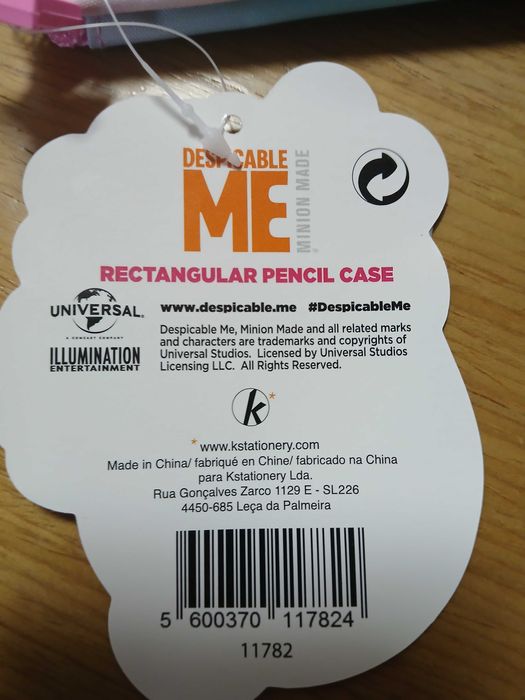 DESPICABLE
ME
MINION MADE
RECTANGULAR PENCIL CASE
UNIVERSAL
A COMCAST COMPANY
ILLUMINATION
ENTERTAINMENT
www.despicable.me #DespicableMe
Despicable Me, Minion Made and all related marks
and characters are trademarks and copyrights of
Universal Studios. Licensed by Universal Studios
Licensing LLC. All Rights Reserved.
k*
* www.kstationery.com
Made in China/ fabriqué en Chine/ fabricado na China
para Kstationery Lda.
Rua Gonçalves Zarco 1129 E - SL226
4450-685 Leça da Palmeira
5 600370 117824
11782